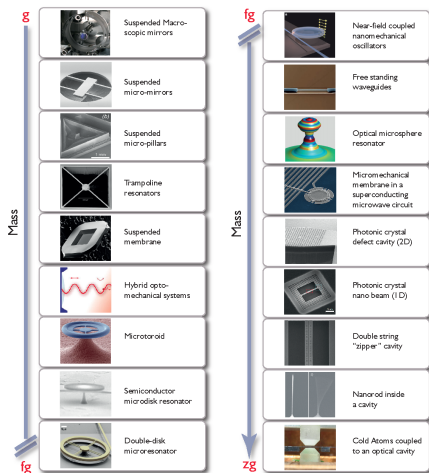 g
Suspended Macro-
scopic mirrors
Suspended
micro-mirrors
Suspended
micro-pillars
Trampoline
resonators
Suspended
membrane
Hybrid opto-
mechanical systems
Microtoroid
Semiconductor
microdisk resonator
Double-disk
microresonator
Mass
fg
fg
Near-field coupled
nanomechanical
oscillators
Free standing
waveguides
Optical microsphere
resonator
Micromechanical
membrane in a
superconducting
microwave circuit
Photonic crystal
defect cavity (2D)
Photonic crystal
nano beam (1D)
Double string
"zipper" cavity
Nanorod inside
a cavity
Cold Atoms coupled
to an optical cavity
Mass
zg